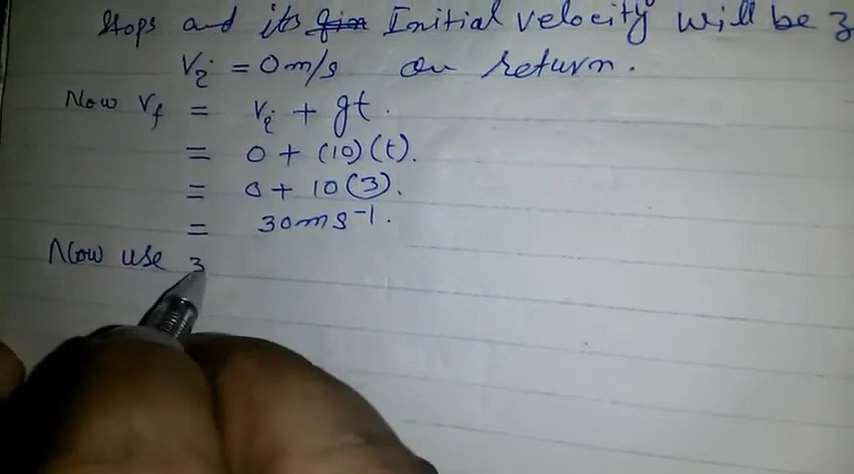 stops and its Initial velocity will be
Vi = 0 m/s on return.
Now Vf = Vi + gt.
= 0 + (10)(t).
= 0 + 10(3).
= 30ms⁻¹.
Now use 3